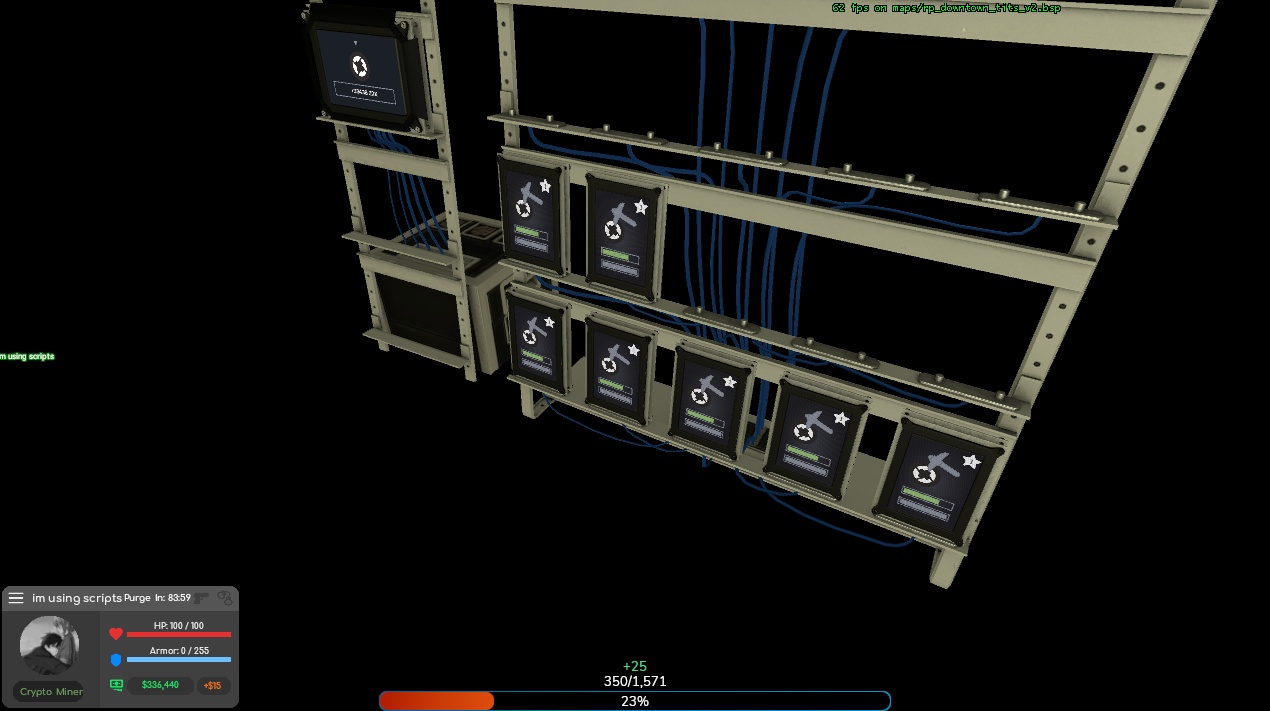 62 fps on maps/rp_downtown_tits_v2.bsp
m using scripts
im using scripts
Purge In: 83:59
HP: 100 / 100
Armor: 0 / 255
Crypto Miner
$336,440
+$15
+25
350/1,571
23%